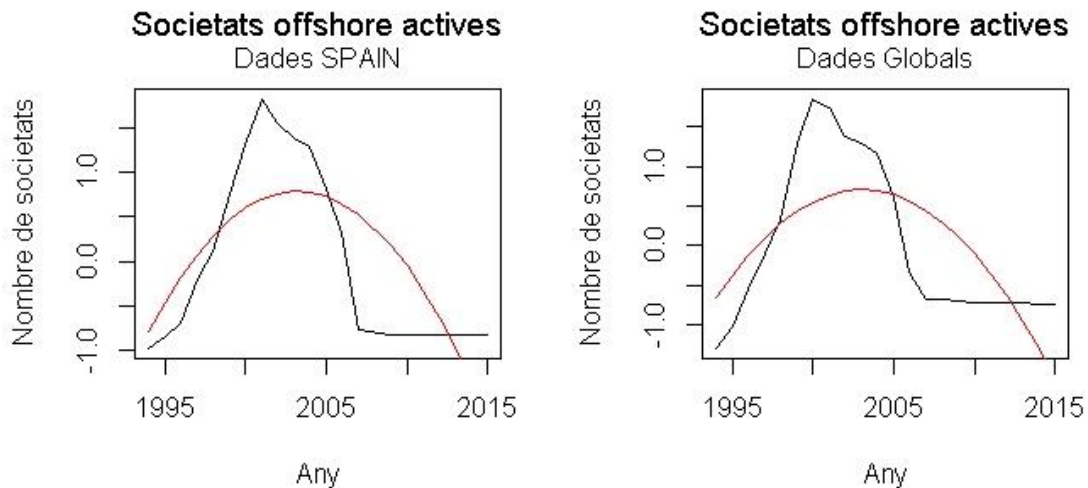 Societats offshore actives
Dades SPAIN
Nombre de societats
1.0
0.0
-1.0
1995 2005 2015
Any
Societats offshore actives
Dades Globals
Nombre de societats
1.0
0.0
-1.0
1995 2005 2015
Any